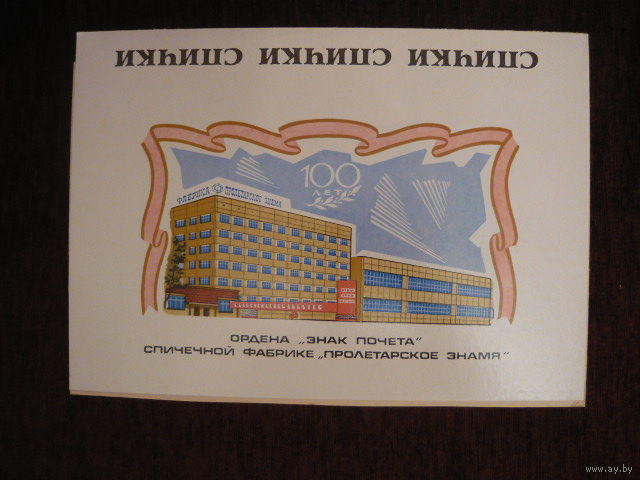 СПИЧКИ СПИЧКИ СПИЧКИ
100
ЛЕТ
ФАБРИКА ПРОЛЕТАРСКОЕ ЗНАМЯ
ОРДЕНА „ЗНАК ПОЧЕТА"
СПИЧЕЧНОЙ ФАБРИКЕ „ПРОЛЕТАРСКОЕ ЗНАМЯ"
www.ay.by